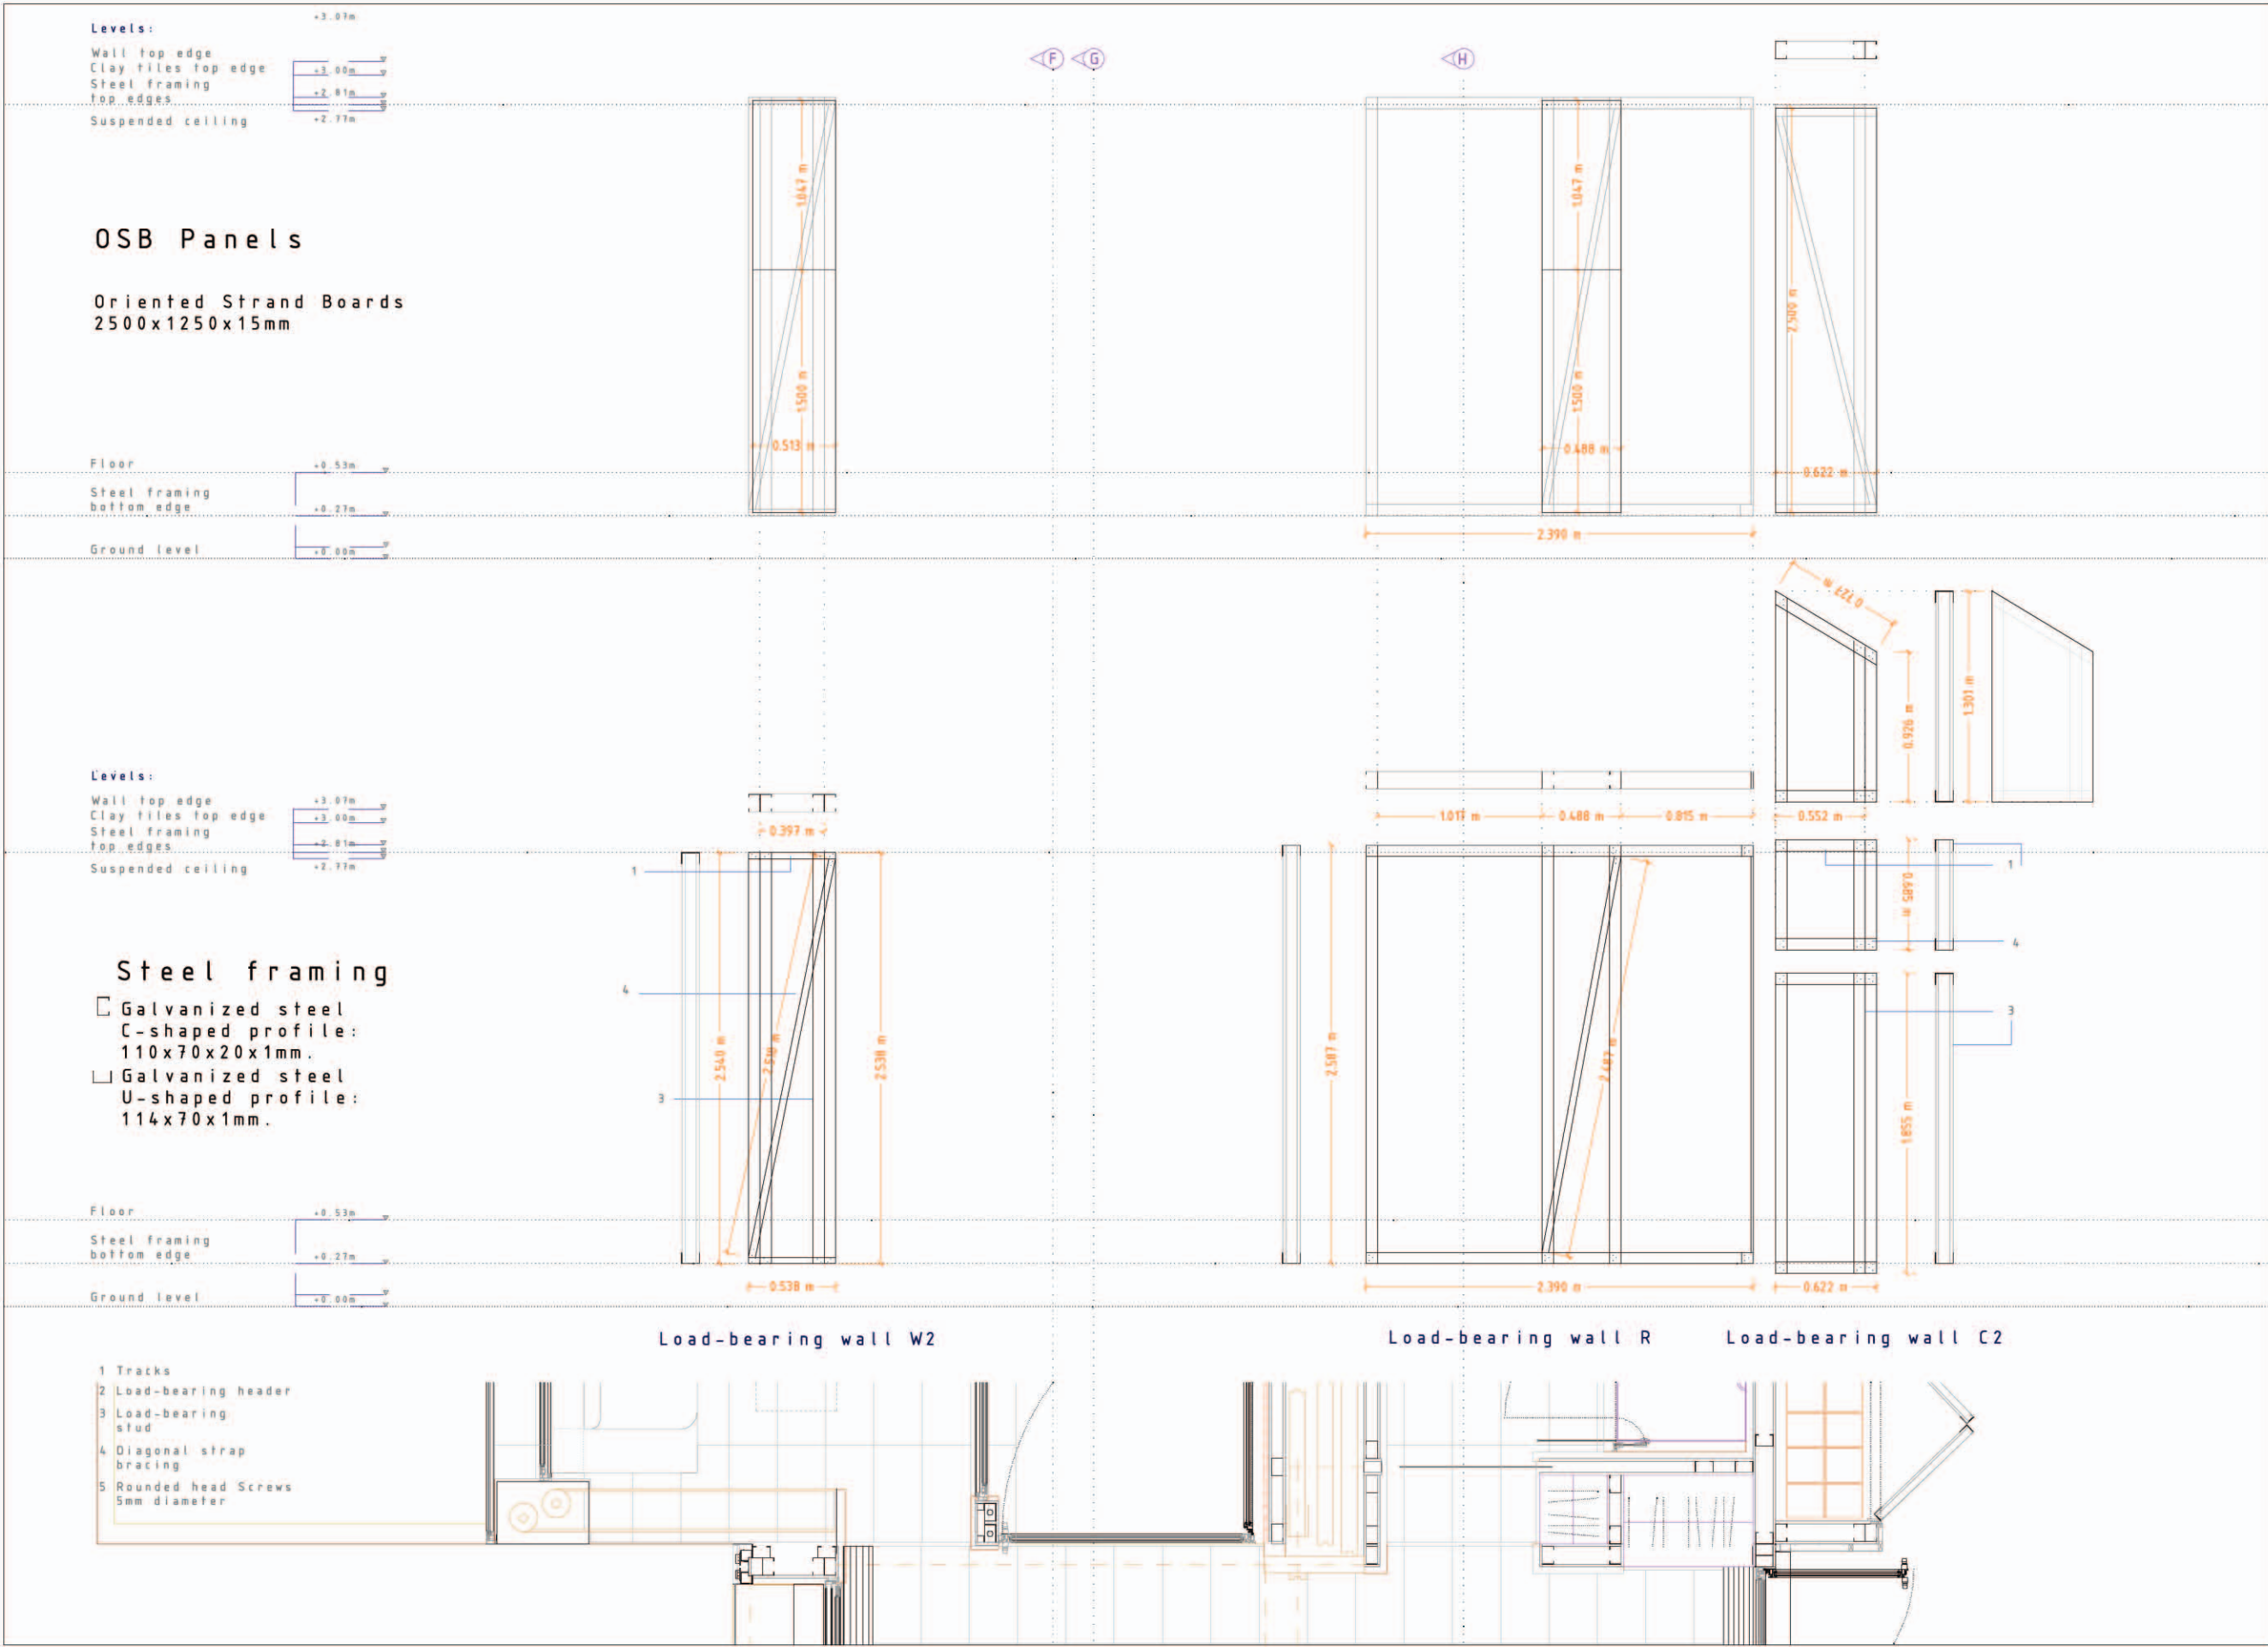 +3.07m
Levels:
Wall top edge
Clay tiles top edge
+3.00m
Steel framing
top edges
+2.81m
Suspended ceiling
+2.77m
F
G
H
1.047 m
1.047 m
OSB Panels
Oriented Strand Boards
2500x1250x15mm
2.500 m
1.500 m
1.500 m
0.513 m
0.488 m
0.622 m
Floor
+0.53m
Steel framing
bottom edge
+0.27m
2.390 m
Ground level
+0.00m
0.727 m
0.926 m
1.301 m
Levels:
Wall top edge
+3.07m
Clay tiles top edge
+3.00m
Steel framing
top edges
+2.81m
Suspended ceiling
+2.77m
0.397 m
1.017 m
0.488 m
0.815 m
0.552 m
1
1
0.685 m
4
Steel framing
Galvanized steel
C-shaped profile:
110x70x20x1mm.
Galvanized steel
U-shaped profile:
114x70x1mm.
4
3
3
2.540 m
2.538 m
2.587 m
2.487 m
1.855 m
Floor
+0.53m
Steel framing
bottom edge
+0.27m
0.538 m
2.390 m
0.622 m
Ground level
+0.00m
Load-bearing wall W2
Load-bearing wall R
Load-bearing wall C2
1 Tracks
2 Load-bearing header
3 Load-bearing
stud
4 Diagonal strap
bracing
5 Rounded head Screws
5mm diameter